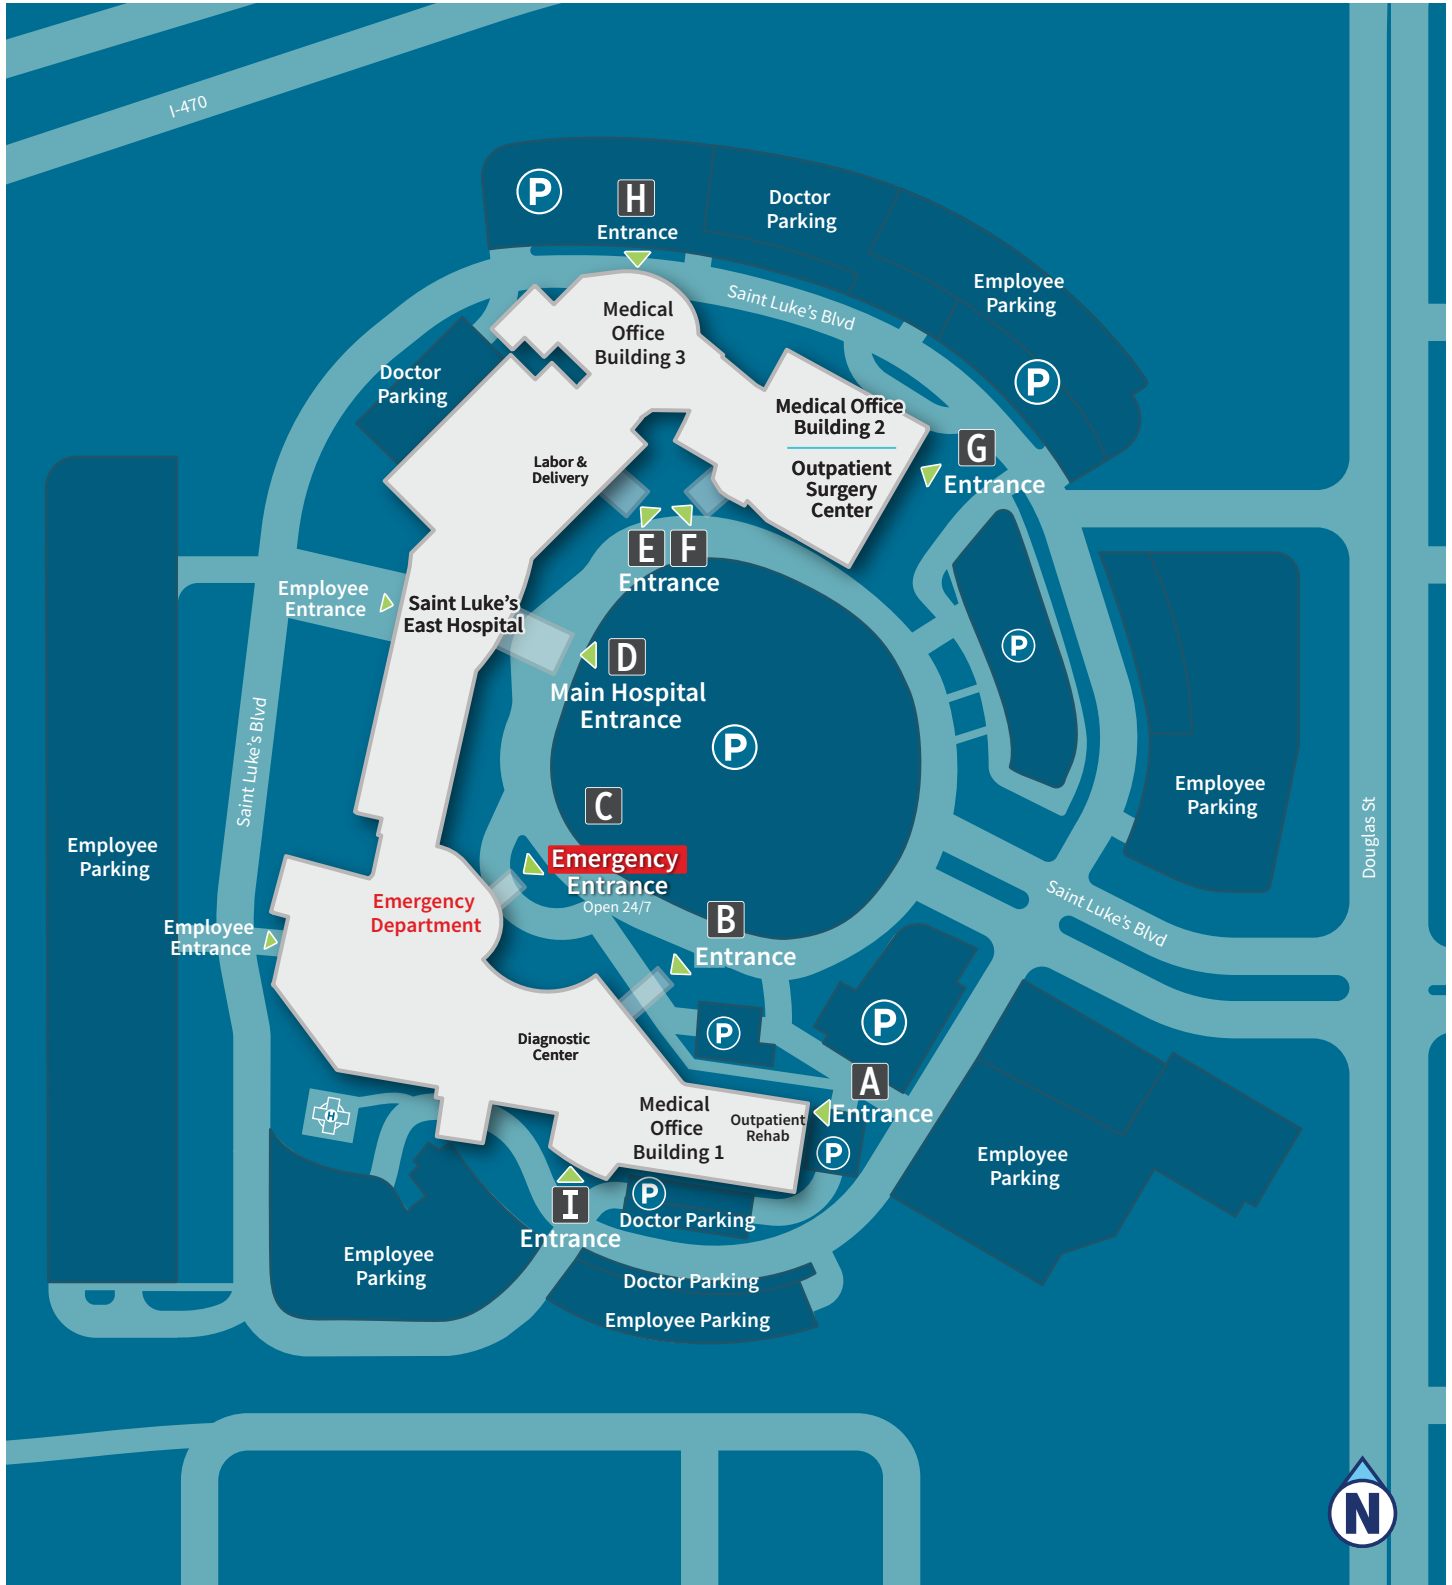 I-470
P
H
Entrance
Doctor
Parking
Employee
Parking
Saint Luke's Blvd
Medical
Office
Building 3
P
Doctor
Parking
Medical Office
Building 2
Outpatient
Surgery
Center
G
Entrance
Labor &
Delivery
E F
Entrance
Employee
Entrance
Saint Luke's
East Hospital
P
D
Main Hospital
Entrance
P
Saint Luke's Blvd
Employee
Parking
C
Douglas St
Employee
Parking
Emergency
Entrance
Open 24/7
Emergency
Department
B
Entrance
Saint Luke's Blvd
Employee
Entrance
P
P
Diagnostic
Center
A
Entrance
H
Medical
Office
Building 1
Outpatient
Rehab
P
Employee
Parking
I
Entrance
P
Doctor Parking
Employee
Parking
Doctor Parking
Employee Parking
N